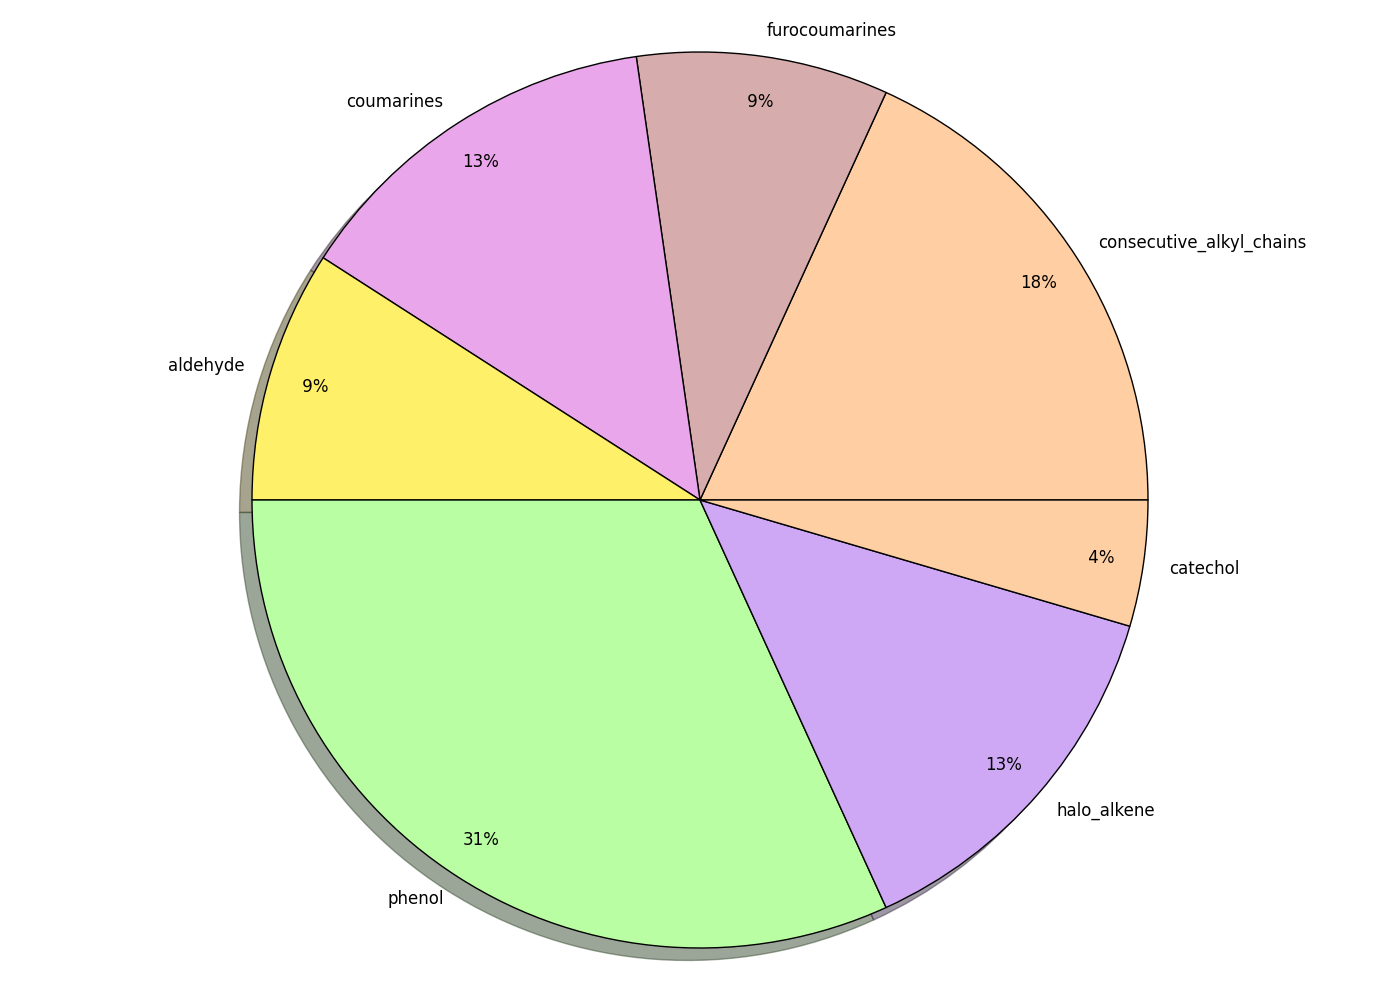 furocoumarines
9%
coumarines
13%
consecutive_alkyl_chains
18%
aldehyde
9%
catechol
4%
halo_alkene
13%
phenol
31%